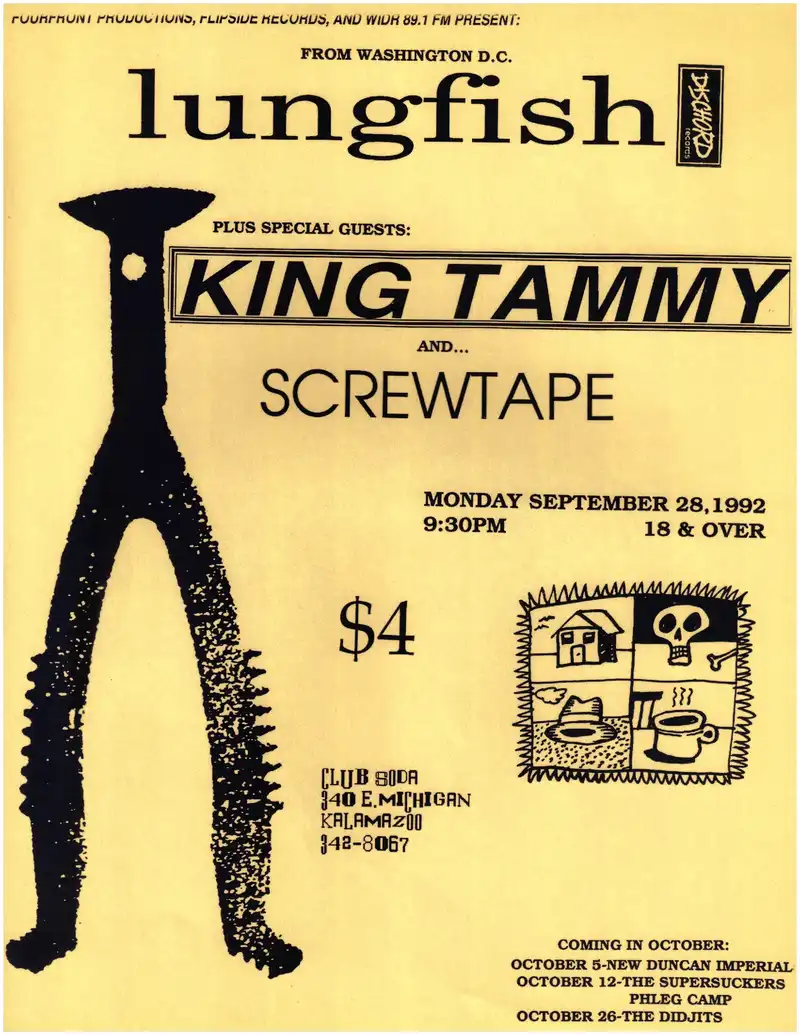 FOURFRONT PRODUCTIONS, FLIPSIDE RECORDS, AND WIDR 89.1 FM PRESENT:
FROM WASHINGTON D.C.
lungfish
DISCHORD
records
PLUS SPECIAL GUESTS:
KING TAMMY
AND...
SCREWTAPE
MONDAY SEPTEMBER 28,1992
9:30PM 18 & OVER
$4
CLUB SODA
340 E.MICHIGAN
KALAMAZOO
342-8067
COMING IN OCTOBER:
OCTOBER 5-NEW DUNCAN IMPERIAL
OCTOBER 12-THE SUPERSUCKERS
PHLEG CAMP
OCTOBER 26-THE DIDJITS